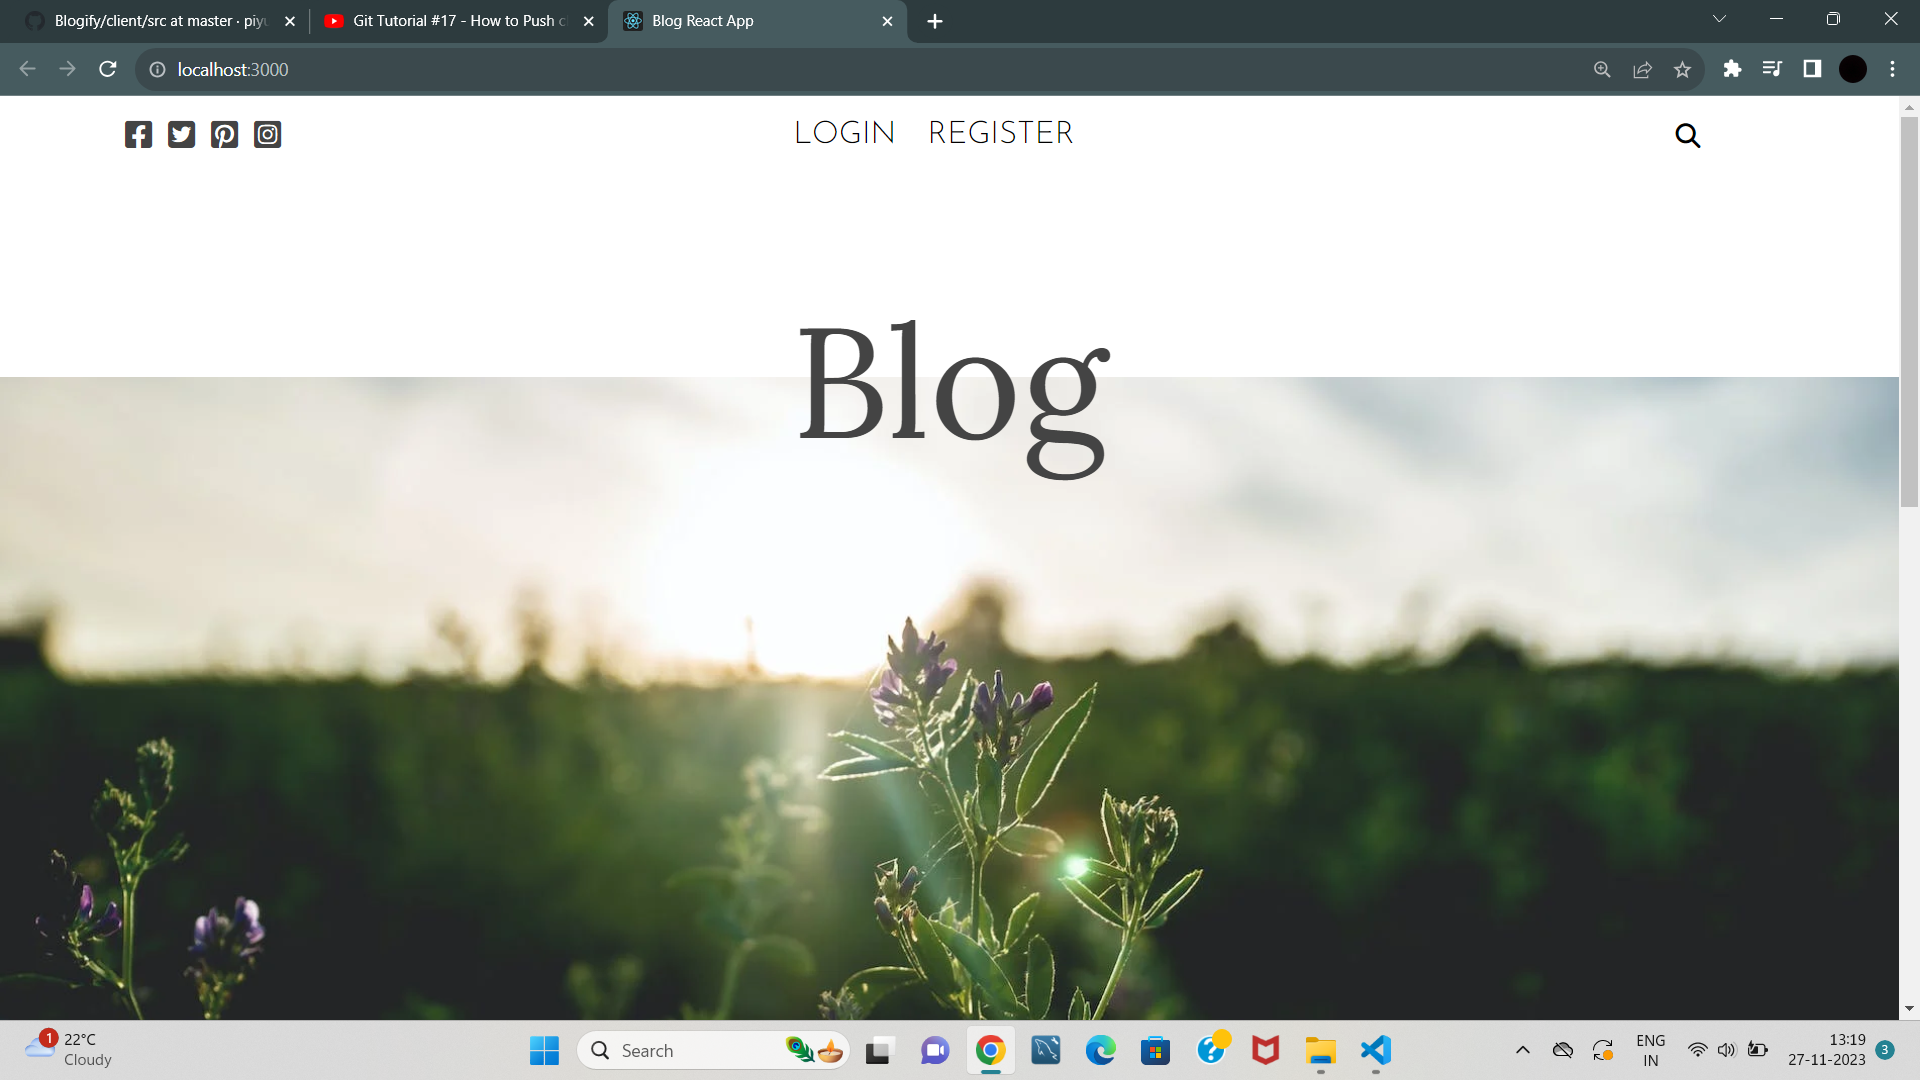 Blogify/client/src at master · piyu
Git Tutorial #17 - How to Push c
Blog React App
localhost:3000
LOGIN REGISTER
Blog
1
22°C
Cloudy
Search
ENG
IN
13:19
27-11-2023
3